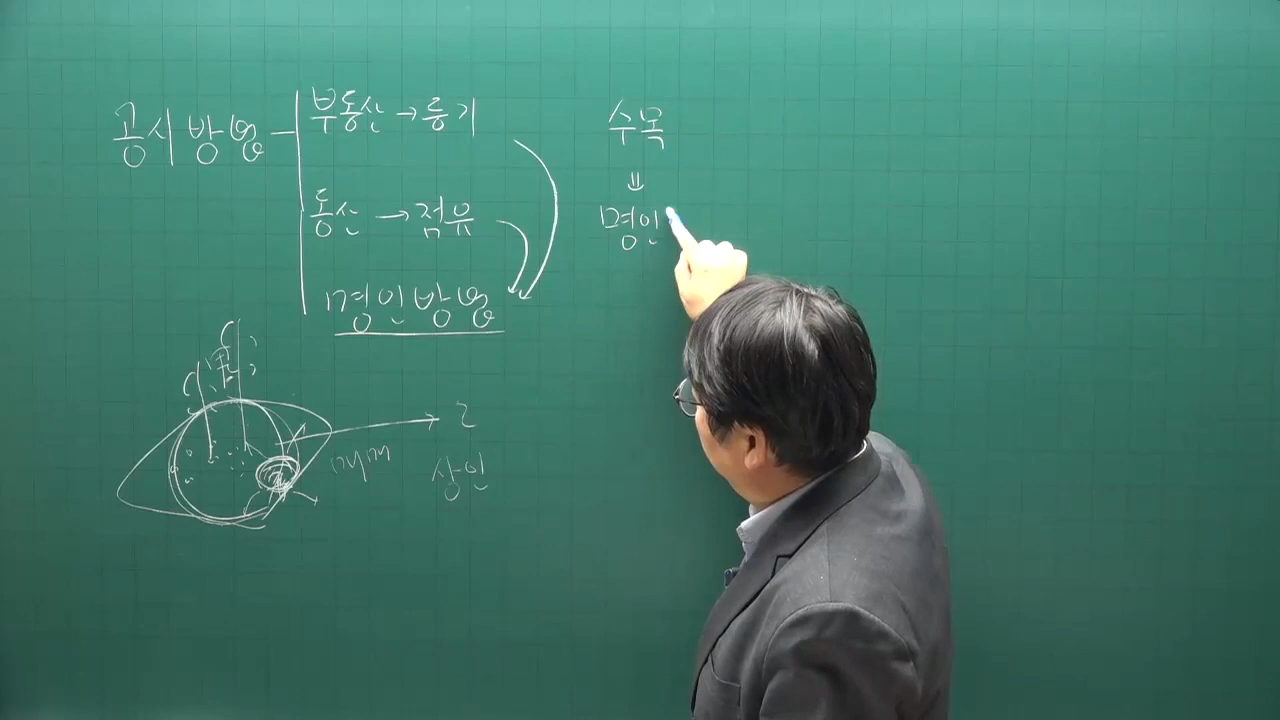 공시방법
부동산 → 등기
동산 → 점유
명인방법
수목
⇓
명인
매매
乙
상인